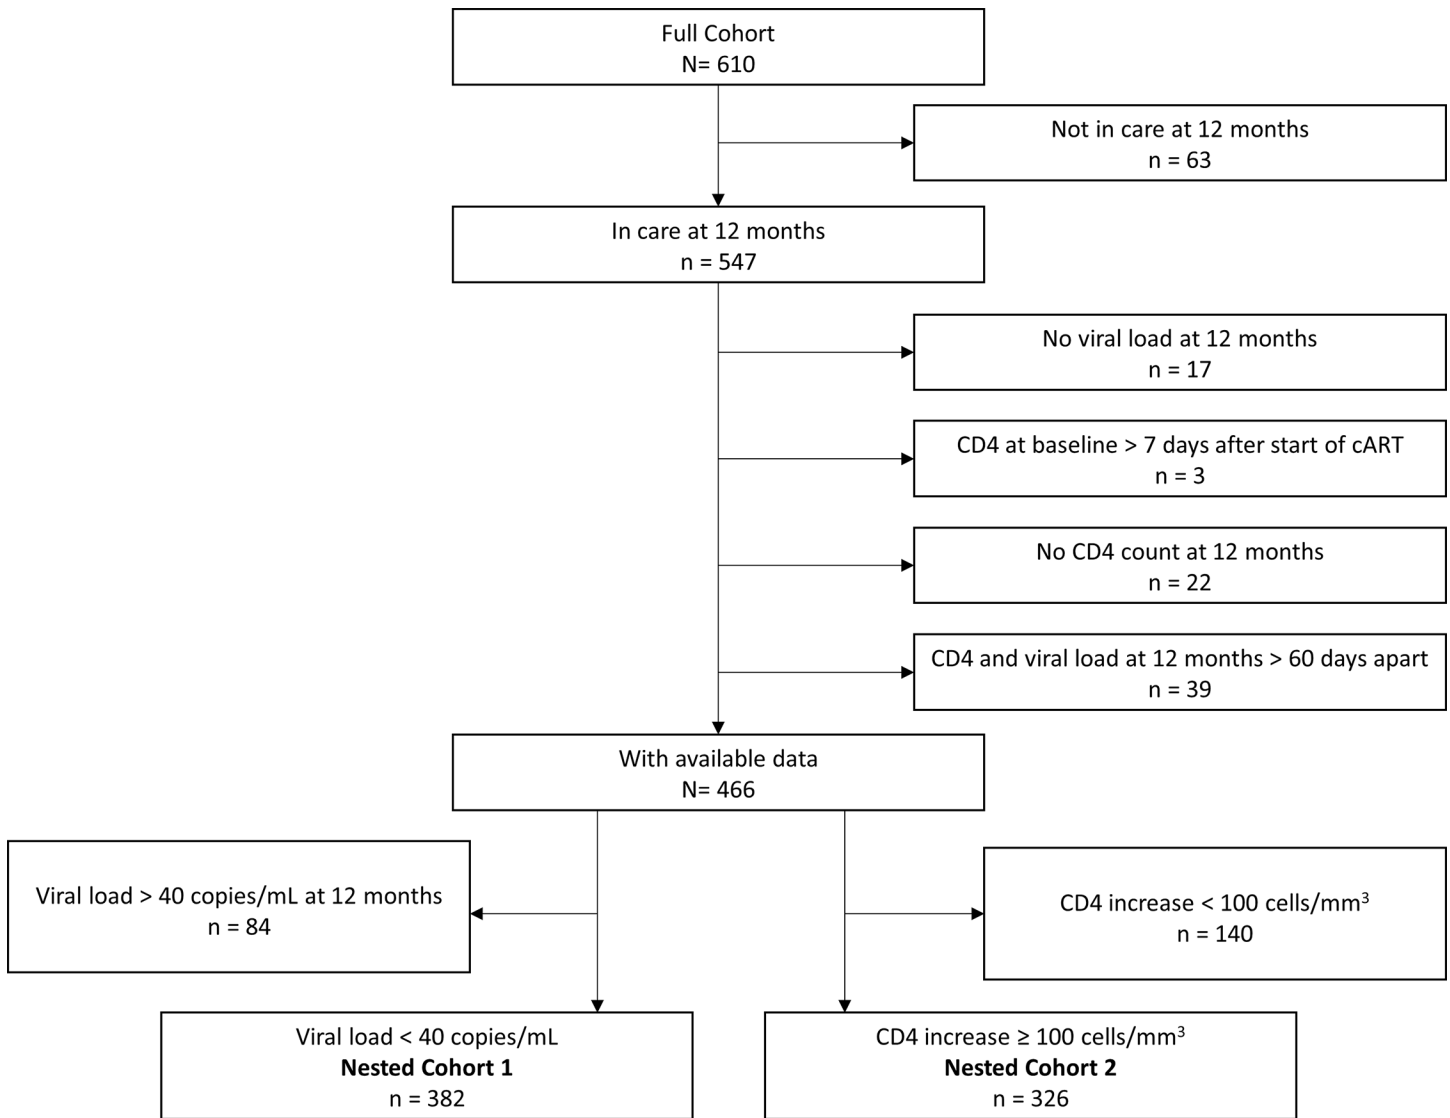 Full Cohort
N= 610
Not in care at 12 months
n = 63
In care at 12 months
n = 547
No viral load at 12 months
n = 17
CD4 at baseline > 7 days after start of cART
n = 3
No CD4 count at 12 months
n = 22
CD4 and viral load at 12 months > 60 days apart
n = 39
With available data
N= 466
Viral load > 40 copies/mL at 12 months
n = 84
CD4 increase < 100 cells/mm³
n = 140
Viral load < 40 copies/mL
Nested Cohort 1
n = 382
CD4 increase ≥ 100 cells/mm³
Nested Cohort 2
n = 326